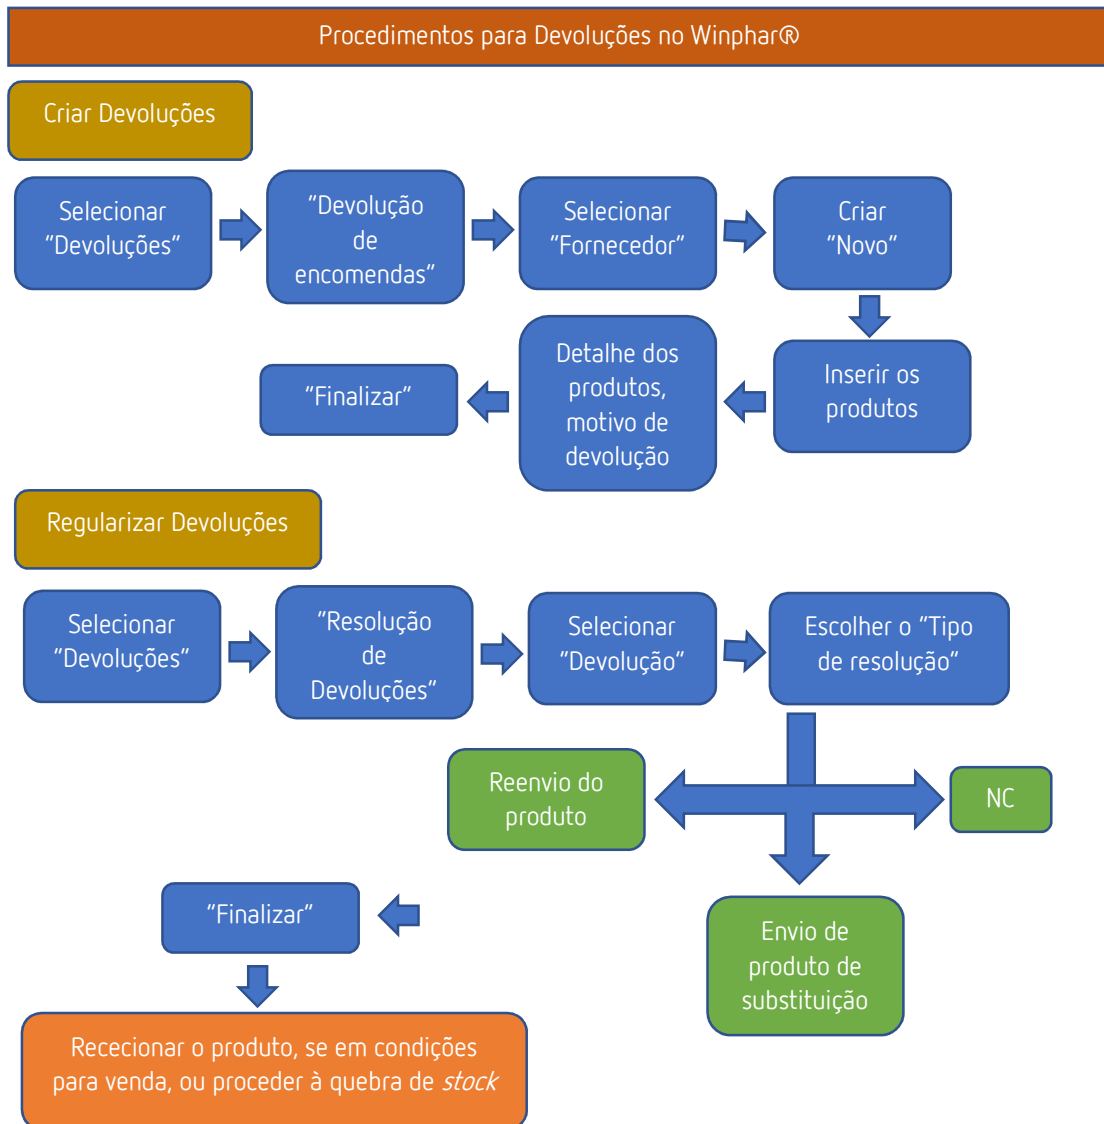 Procedimentos para Devoluções no Winphar®
Criar Devoluções
Selecionar
"Devoluções"
"Devolução
de
encomendas"
Selecionar
"Fornecedor"
Criar
"Novo"
Inserir os
produtos
Detalhe dos
produtos,
motivo de
devolução
"Finalizar"
Regularizar Devoluções
Selecionar
"Devoluções"
"Resolução
de
Devoluções"
Selecionar
"Devolução"
Escolher o "Tipo
de resolução"
Reenvio do
produto
NC
Envio de
produto de
substituição
"Finalizar"
Rececionar o produto, se em condições
para venda, ou proceder à quebra de stock